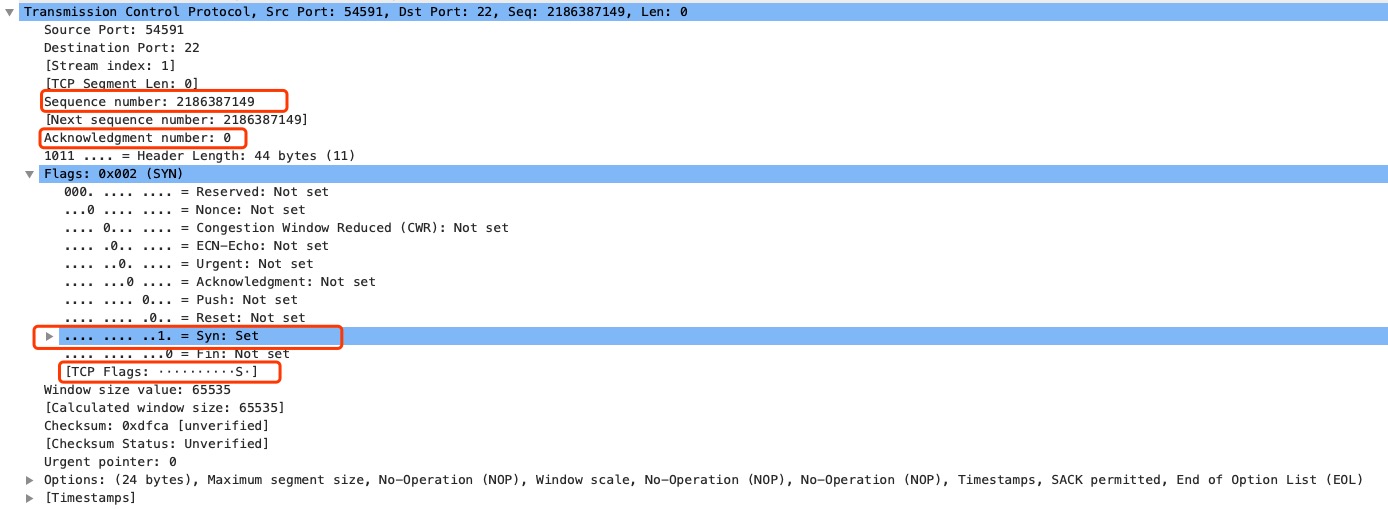 Transmission Control Protocol, Src Port: 54591, Dst Port: 22, Seq: 2186387149, Len: 0
Source Port: 54591
Destination Port: 22
[Stream index: 1]
[TCP Segment Len: 0]
Sequence number: 2186387149
[Next sequence number: 2186387149]
Acknowledgment number: 0
1011 .... = Header Length: 44 bytes (11)
Flags: 0x002 (SYN)
000. .... .... = Reserved: Not set
...0 .... .... = Nonce: Not set
.... 0... .... = Congestion Window Reduced (CWR): Not set
.... .0.. .... = ECN-Echo: Not set
.... ..0. .... = Urgent: Not set
.... ...0 .... = Acknowledgment: Not set
.... .... 0... = Push: Not set
.... .... .0.. = Reset: Not set
.... .... ..1. = Syn: Set
.... .... ...0 = Fin: Not set
[TCP Flags: ··········S·]
Window size value: 65535
[Calculated window size: 65535]
Checksum: 0xdfca [unverified]
[Checksum Status: Unverified]
Urgent pointer: 0
Options: (24 bytes), Maximum segment size, No-Operation (NOP), Window scale, No-Operation (NOP), No-Operation (NOP), Timestamps, SACK permitted, End of Option List (EOL)
[Timestamps]